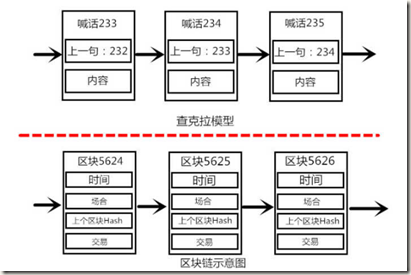 喊话233 喊话234 喊话235
上一句：232 上一句：233 上一句：234
内容 内容 内容
查克拉模型
区块5624 区块5625 区块5626
时间 时间 时间
场合 场合 场合
上个区块Hash 上个区块Hash 上个区块Hash
交易 交易 交易
区块链示意图